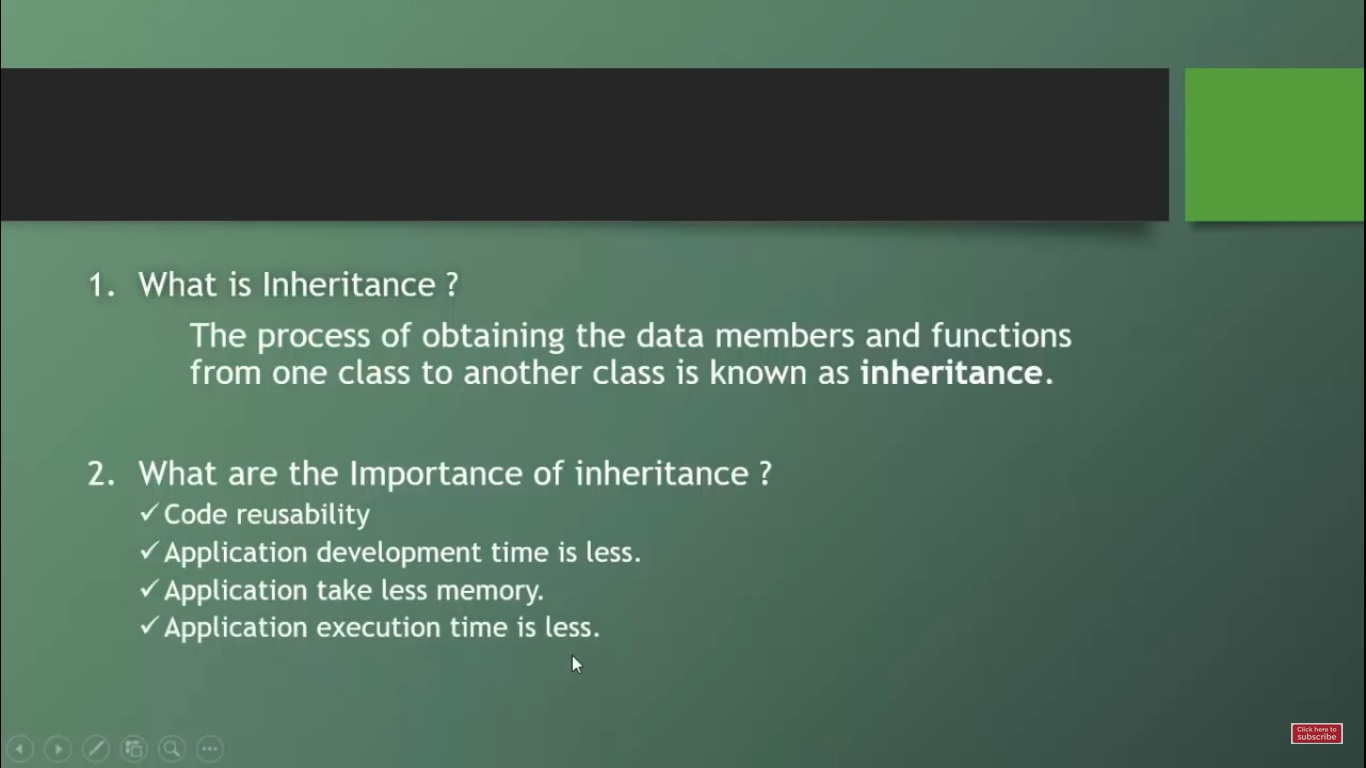 1. What is Inheritance ?
The process of obtaining the data members and functions
from one class to another class is known as inheritance.
2. What are the Importance of inheritance ?
✓ Code reusability
✓ Application development time is less.
✓ Application take less memory.
✓ Application execution time is less.
Click here to
subscribe